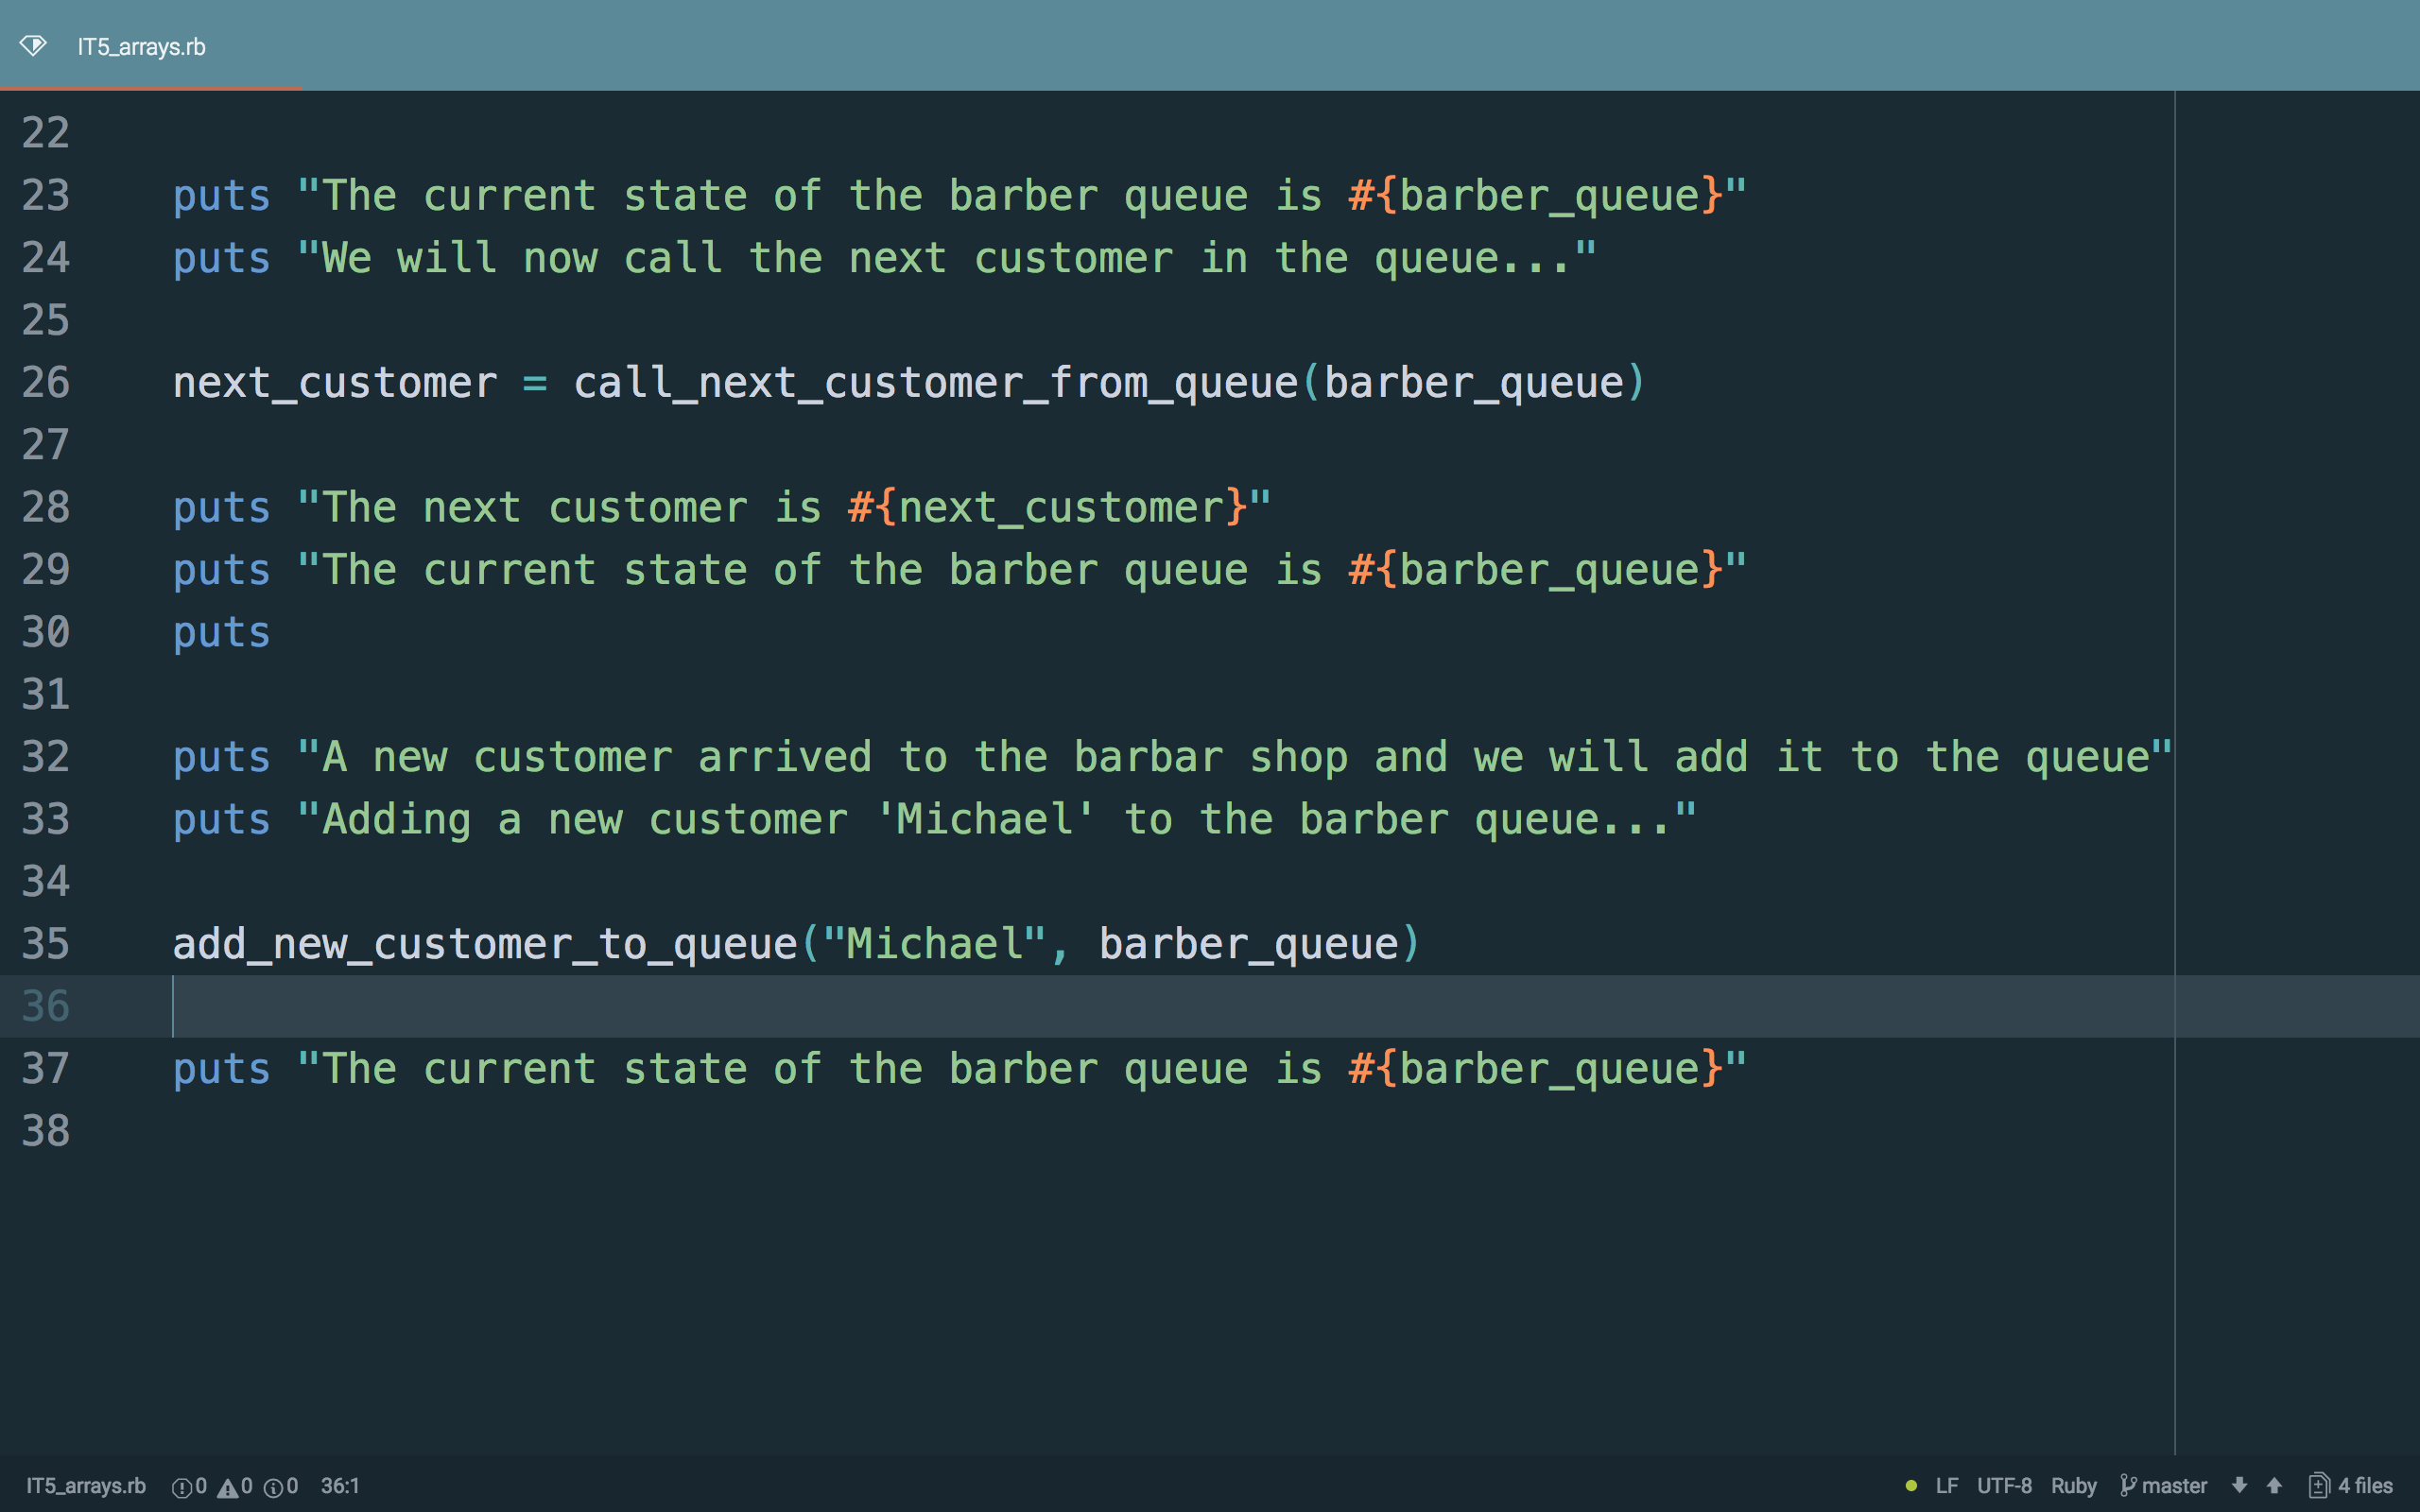 IT5_arrays.rb
22
23 puts "The current state of the barber queue is #{barber_queue}"
24 puts "We will now call the next customer in the queue..."
25
26 next_customer = call_next_customer_from_queue(barber_queue)
27
28 puts "The next customer is #{next_customer}"
29 puts "The current state of the barber queue is #{barber_queue}"
30 puts
31
32 puts "A new customer arrived to the barbar shop and we will add it to the queue"
33 puts "Adding a new customer 'Michael' to the barber queue..."
34
35 add_new_customer_to_queue("Michael", barber_queue)
36
37 puts "The current state of the barber queue is #{barber_queue}"
38
IT5_arrays.rb 0 0 0 36:1 LF UTF-8 Ruby master 4 files